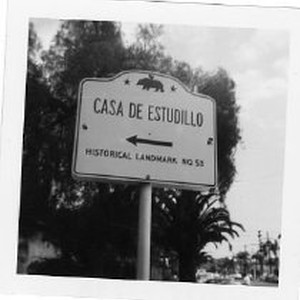 CASA DE ESTUDILLO
HISTORICAL LANDMARK NO 53